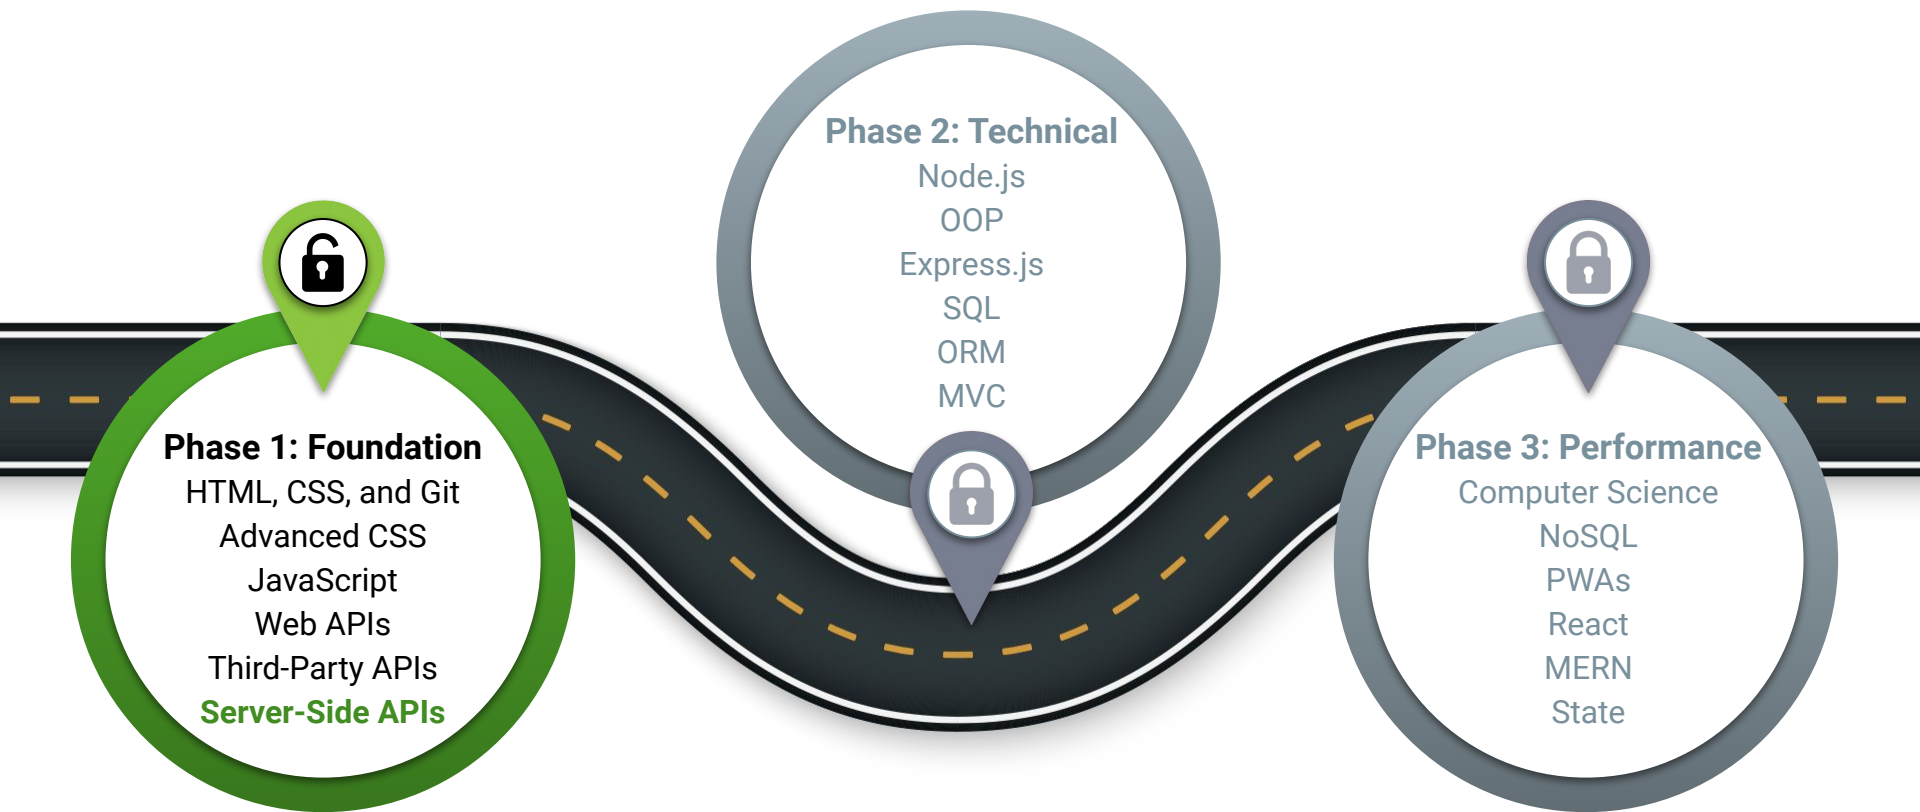 Phase 1: Foundation
HTML, CSS, and Git
Advanced CSS
JavaScript
Web APIs
Third-Party APIs
Server-Side APIs
Phase 2: Technical
Node.js
OOP
Express.js
SQL
ORM
MVC
Phase 3: Performance
Computer Science
NoSQL
PWAs
React
MERN
State